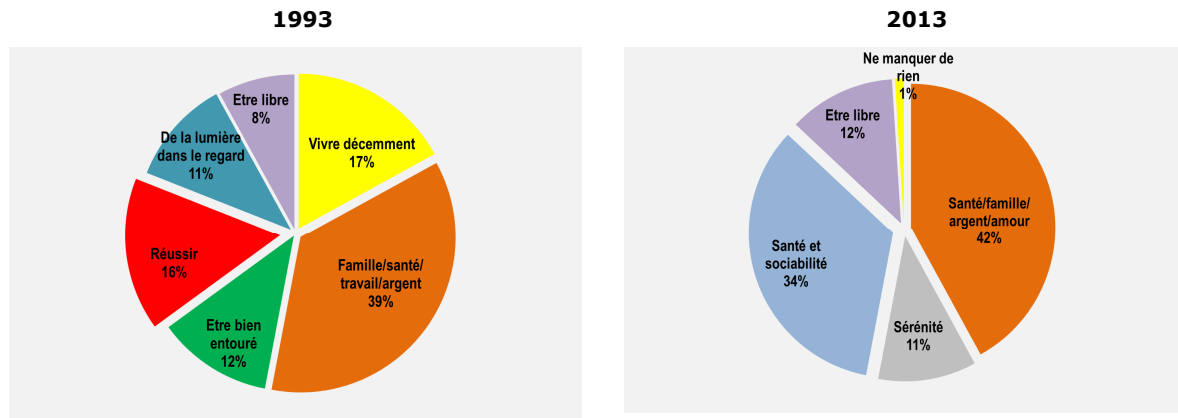 1993
Etre libre
8%
Vivre décemment
17%
De la lumière
dans le regard
11%
Réussir
16%
Famille/santé/
travail/argent
39%
Etre bien
entouré
12%
2013
Ne manquer de
rien
1%
Etre libre
12%
Santé/famille/
argent/amour
42%
Santé et
sociabilité
34%
Sérénité
11%